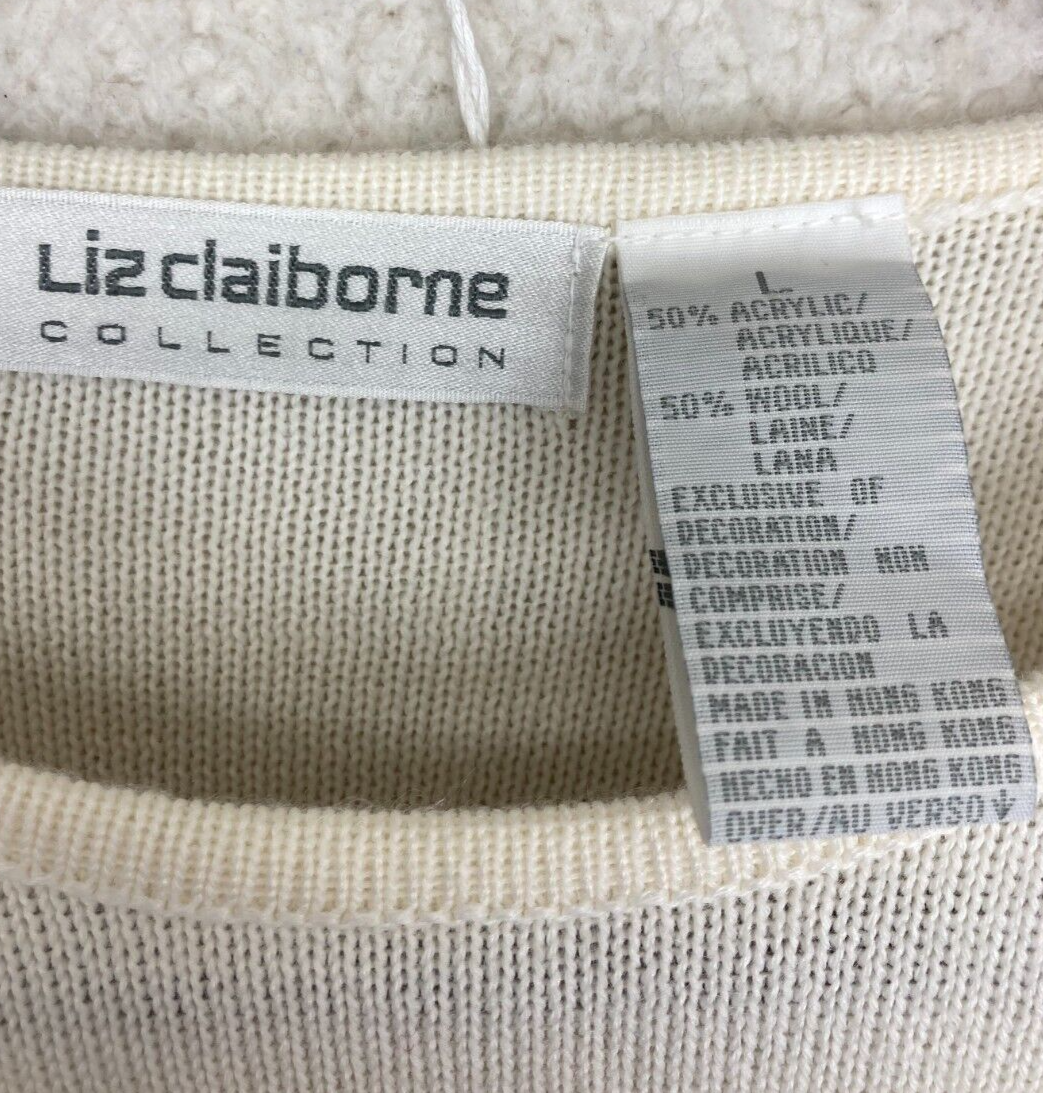 Liz claiborne
COLLECTION
L
50% ACRYLIC/
ACRYLIQUE/
ACRILICO
50% WOOL/
LAINE/
LANA
EXCLUSIVE OF
DECORATION/
DECORATION NON
COMPRISE/
EXCLUYENDO LA
DECORACION
MADE IN HONG KONG
FAIT A HONG KONG
HECHO EN HONG KONG
OVER/AU VERSO↓